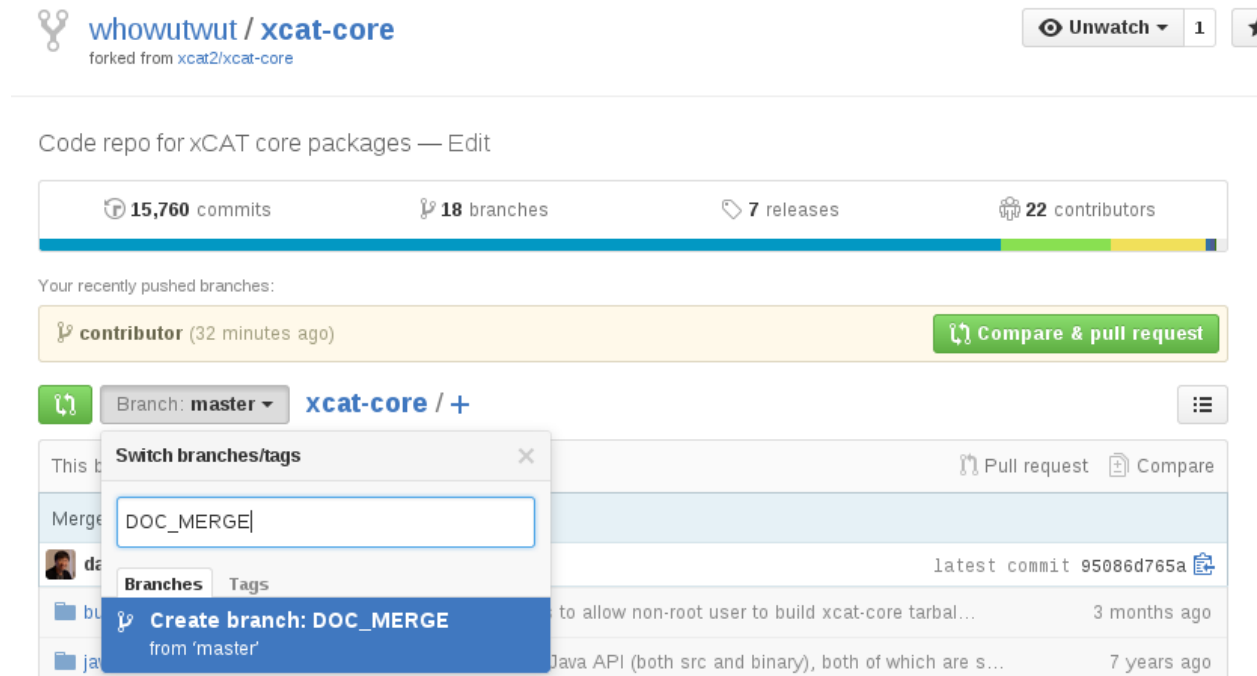 whowutwut / xcat-core
Unwatch 1
forked from xcat2/xcat-core
Code repo for xCAT core packages — Edit
15,760 commits 18 branches 7 releases 22 contributors
Your recently pushed branches:
contributor (32 minutes ago) Compare & pull request
Branch: master xcat-core / +
Switch branches/tags
This Pull request Compare
DOC_MERGE
Merge
latest commit 95086d765a
Branches Tags
Create branch: DOC_MERGE
from ‘master’
to allow non-root user to build xcat-core tarbal... 3 months ago
Java API (both src and binary), both of which are s... 7 years ago